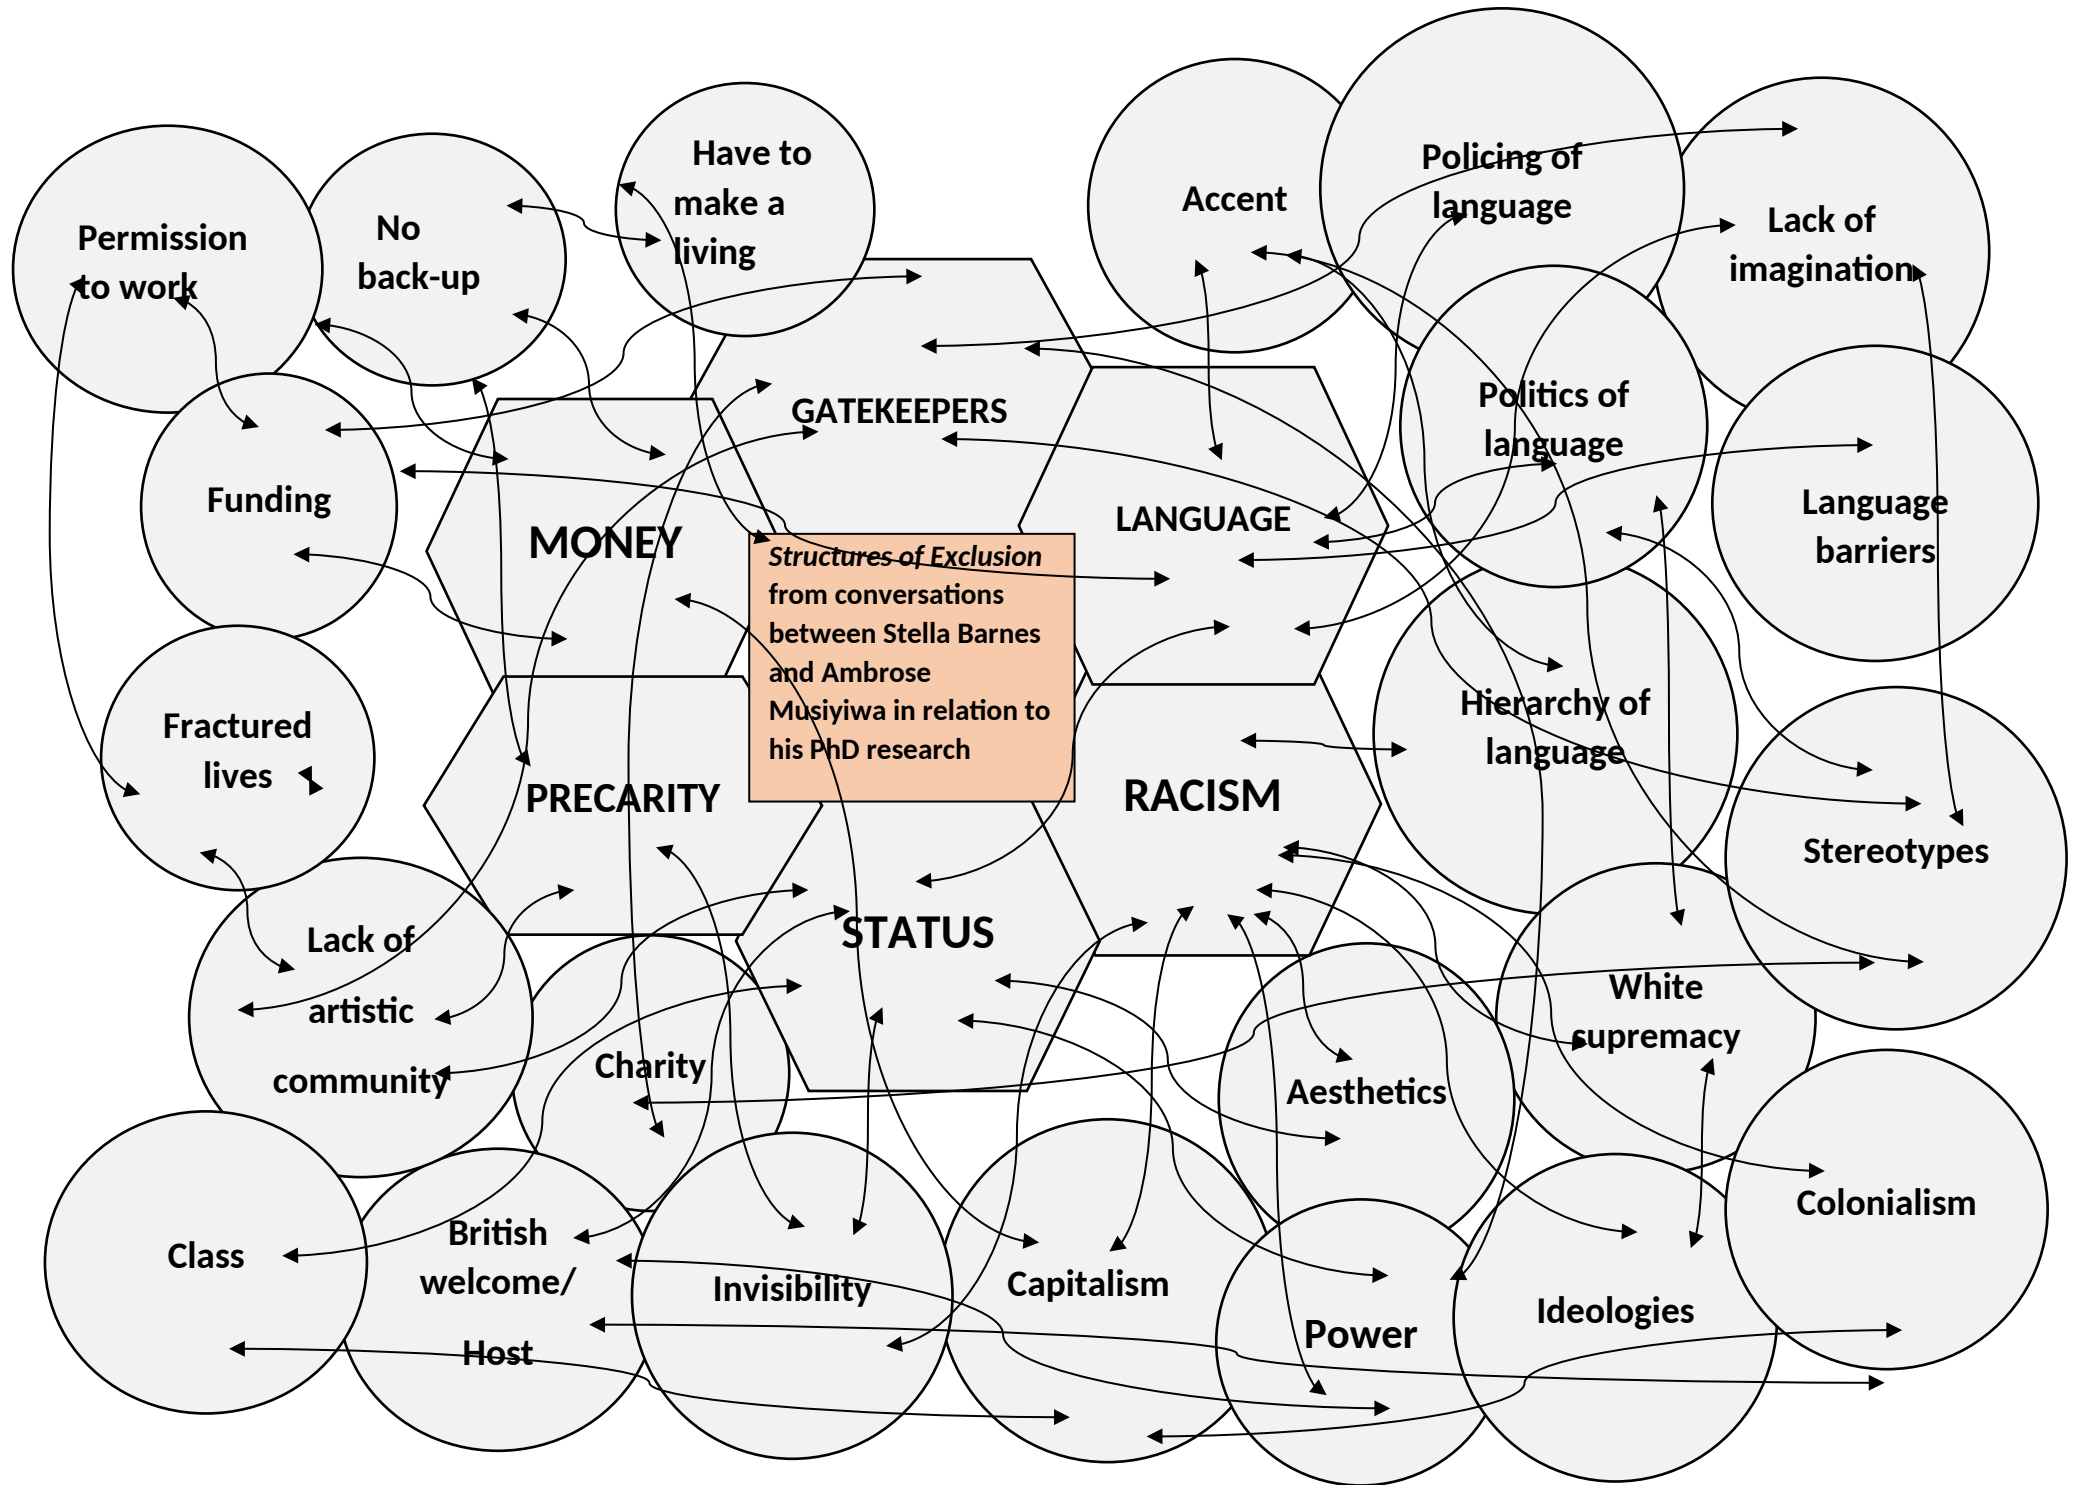 Have to
make a
living
Permission
to work
No
back-up
Accent
Policing of
language
Lack of
imagination
GATEKEEPERS
Politics of
language
Funding
MONEY
LANGUAGE
Language
barriers
Structures of Exclusion
from conversations
between Stella Barnes
and Ambrose
Musiyiwa in relation to
his PhD research
Fractured
lives
PRECARITY
RACISM
Hierarchy of
language
Stereotypes
Lack of
artistic
community
STATUS
Charity
White
supremacy
Aesthetics
Colonialism
Class
British
welcome/
Host
Invisibility
Capitalism
Power
Ideologies